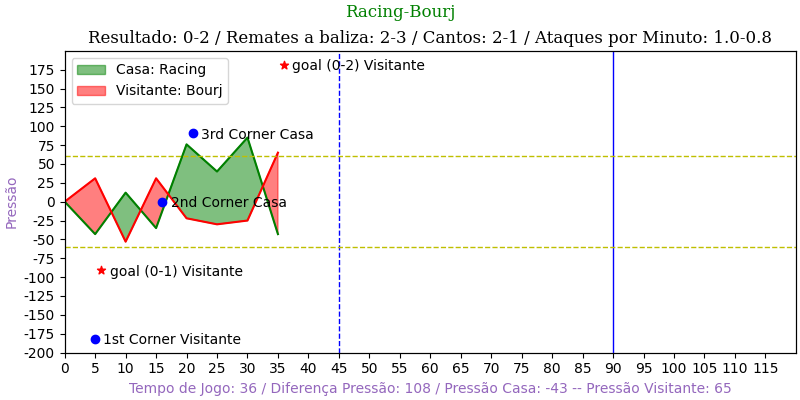 Racing-Bourj
Resultado: 0-2 / Remates a baliza: 2-3 / Cantos: 2-1 / Ataques por Minuto: 1.0-0.8
Casa: Racing
Visitante: Bourj
goal (0-2) Visitante
3rd Corner Casa
2nd Corner Casa
goal (0-1) Visitante
1st Corner Visitante
Pressão
175
150
125
100
75
50
25
0
-25
-50
-75
-100
-125
-150
-175
-200
0 5 10 15 20 25 30 35 40 45 50 55 60 65 70 75 80 85 90 95 100 105 110 115
Tempo de Jogo: 36 / Diferença Pressão: 108 / Pressão Casa: -43 -- Pressão Visitante: 65